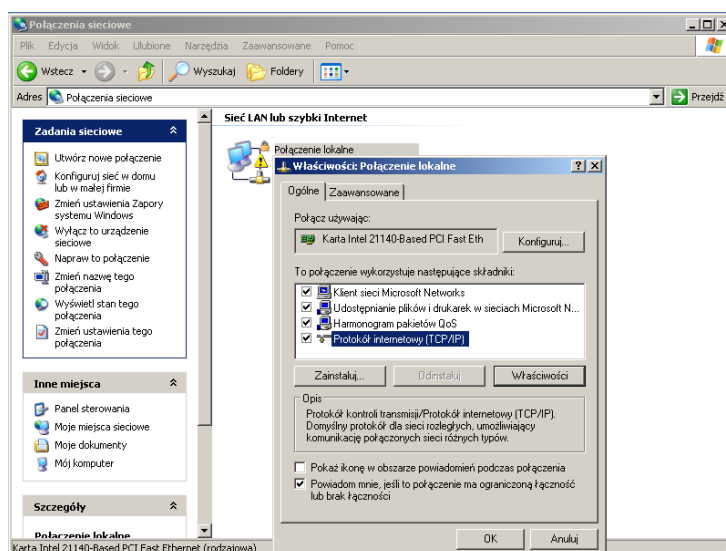 Połączenia sieciowe
Plik Edycja Widok Ulubione Narzędzia Zaawansowane Pomoc
Wstecz Wyszukaj Foldery
Adres Połączenia sieciowe Przejdź
Zadania sieciowe
Utwórz nowe połączenie
Konfiguruj sieć w domu
lub w małej firmie
Zmień ustawienia Zapory
systemu Windows
Wyłącz to urządzenie
sieciowe
Napraw to połączenie
Zmień nazwę tego
połączenia
Wyświetl stan tego
połączenia
Zmień ustawienia tego
połączenia
Inne miejsca
Panel sterowania
Moje miejsca sieciowe
Moje dokumenty
Mój komputer
Szczegóły
Połączenie lokalne
Karta Intel 21140-Based PCI Fast Ethernet (rodzajowa)
Sieć LAN lub szybki Internet
Połączenie lokalne
Właściwości: Połączenie lokalne
Ogólne Zaawansowane
Połącz używając:
Karta Intel 21140-Based PCI Fast Eth Konfiguruj...
To połączenie wykorzystuje następujące składniki:
Klient sieci Microsoft Networks
Udostępnianie plików i drukarek w sieciach Microsoft N...
Harmonogram pakietów QoS
Protokół internetowy (TCP/IP)
Zainstaluj... Odinstaluj Właściwości
Opis
Protokół kontroli transmisji/Protokół internetowy (TCP/IP).
Domyślny protokół dla sieci rozległych, umożliwiający
komunikację połączonych sieci różnych typów.
Pokaż ikonę w obszarze powiadomień podczas połączenia
Powiadom mnie, jeśli to połączenie ma ograniczoną łączność
lub brak łączności
OK Anuluj